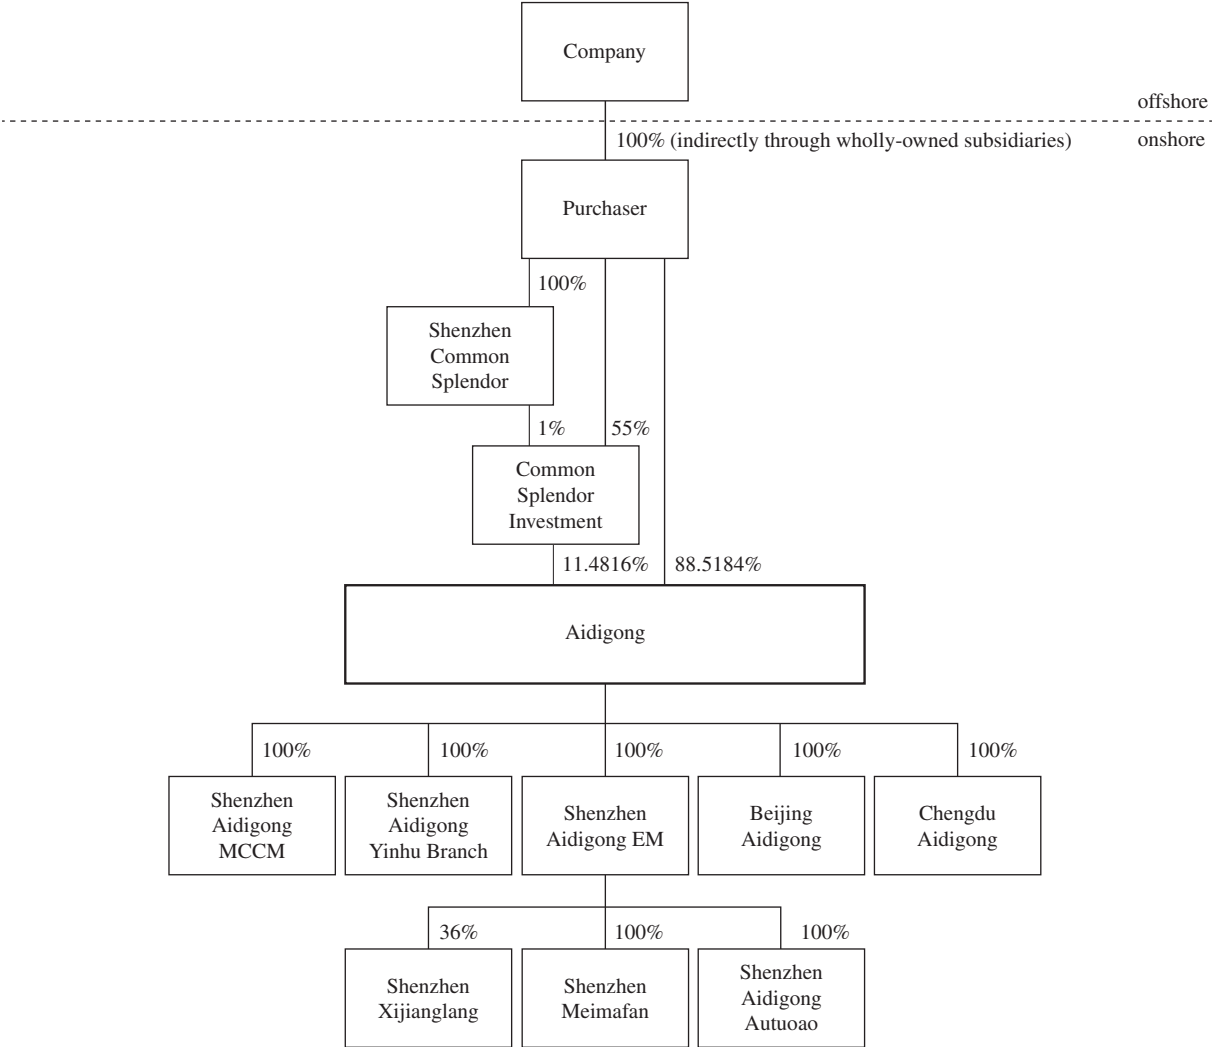 Company
offshore
100% (indirectly through wholly-owned subsidiaries)
onshore
Purchaser
100%
Shenzhen
Common
Splendor
1%
55%
Common
Splendor
Investment
11.4816%
88.5184%
Aidigong
100%
100%
100%
100%
100%
Shenzhen
Aidigong
MCCM
Shenzhen
Aidigong
Yinhu Branch
Shenzhen
Aidigong EM
Beijing
Aidigong
Chengdu
Aidigong
36%
100%
100%
Shenzhen
Xijianglang
Shenzhen
Meimafan
Shenzhen
Aidigong
Autuoao